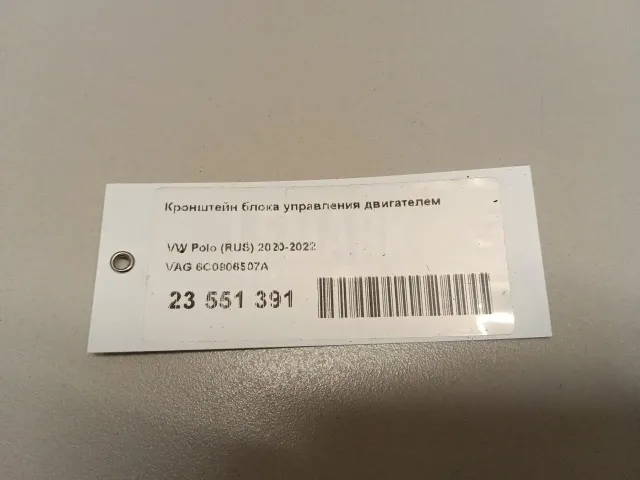 Кронштейн блока управления двигателем
VW Polo (RUS) 2020-2022
VAG 6C0906507A
23 551 391